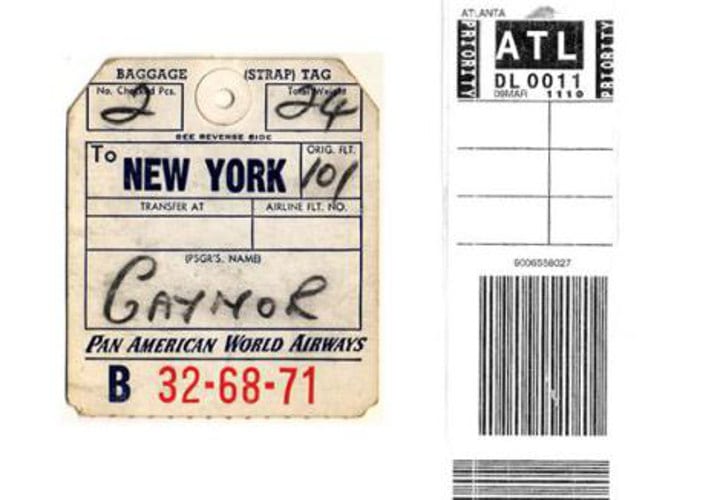 BAGGAGE (STRAP) TAG
No. Checked Pcs. Total Weight
2 24
SEE REVERSE SIDE
To NEW YORK
ORIG. FLT.
101
TRANSFER AT AIRLINE FLT. NO.
(PSGR'S. NAME)
GAYNOR
PAN AMERICAN WORLD AIRWAYS
B 32-68-71
ATLANTA
PRIORITY
ATL
PRIORITY
DL 0011
09MAR 1110
9006558027